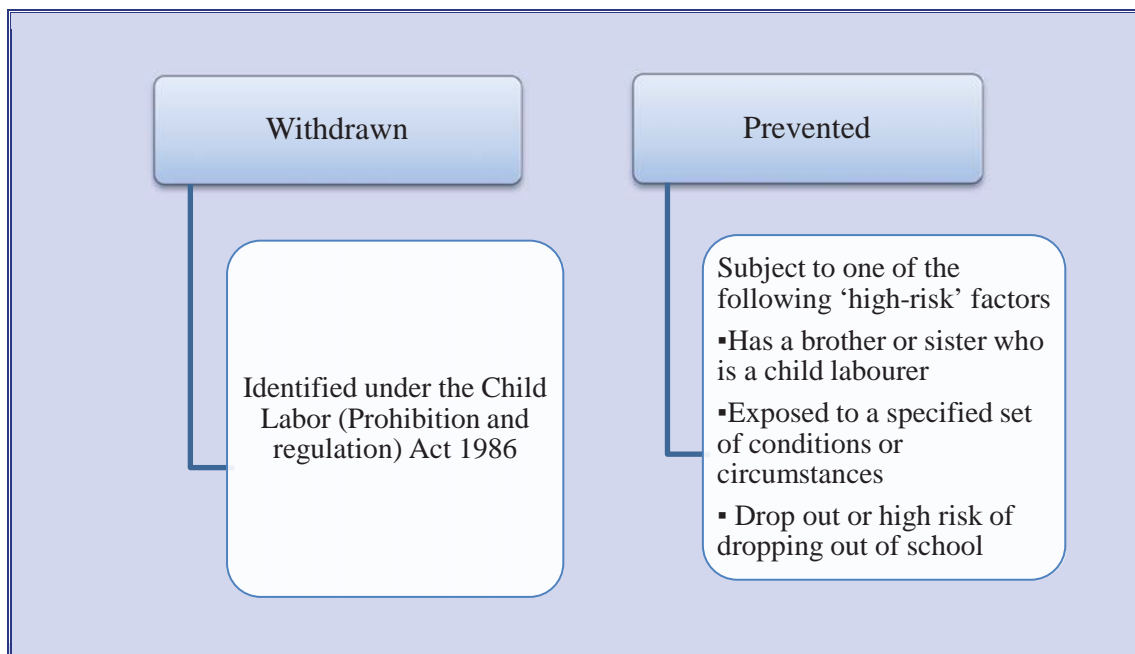 Withdrawn
Identified under the Child
Labor (Prohibition and
regulation) Act 1986
Prevented
Subject to one of the
following ‘high-risk’ factors
▪Has a brother or sister who
is a child labourer
▪Exposed to a specified set
of conditions or
circumstances
▪ Drop out or high risk of
dropping out of school